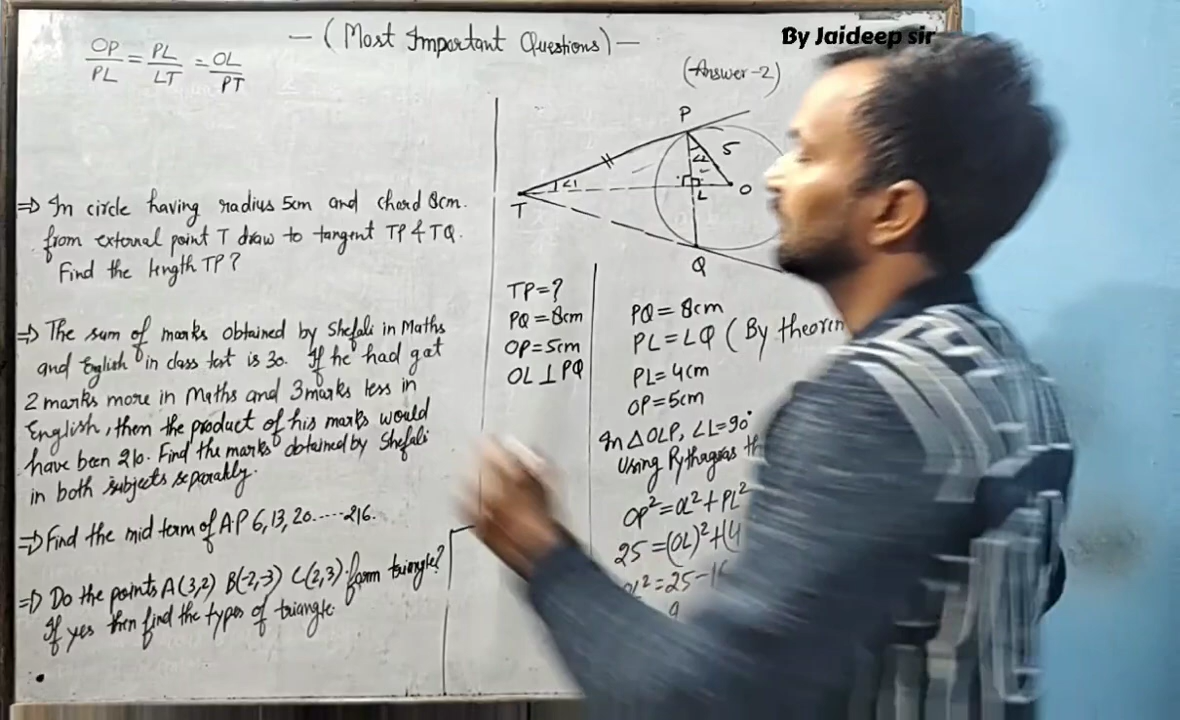 — (Most Important Questions) —
By Jaideep sir
OP/PL = PL/LT = OL/PT
(Answer-2)
P
5
∠1
∠2
T
L
O
Q
⇒ In circle having radius 5cm and chord 8cm.
from external point T draw to tangent TP & TQ.
Find the length TP?
⇒ The sum of marks obtained by Shefali in Maths
and English in class test is 30. If he had got
2 marks more in Maths and 3 marks less in
English, then the product of his marks would
have been 210. Find the marks obtained by Shefali
in both subjects separately.
⇒ Find the mid term of A.P 6, 13, 20.....216.
⇒ Do the points A(3,2) B(-2,-3) C(2,3) form triangle?
If yes then find the types of triangle.
TP=?
PQ=8cm
OP=5cm
OL⊥PQ
PQ=8cm
PL=LQ (By theorem
PL=4cm
OP=5cm
In △OLP, ∠L=90°
Using Pythagoras th
OP²=OL²+PL²
25=(OL)²+(4
OL²=25-16
9